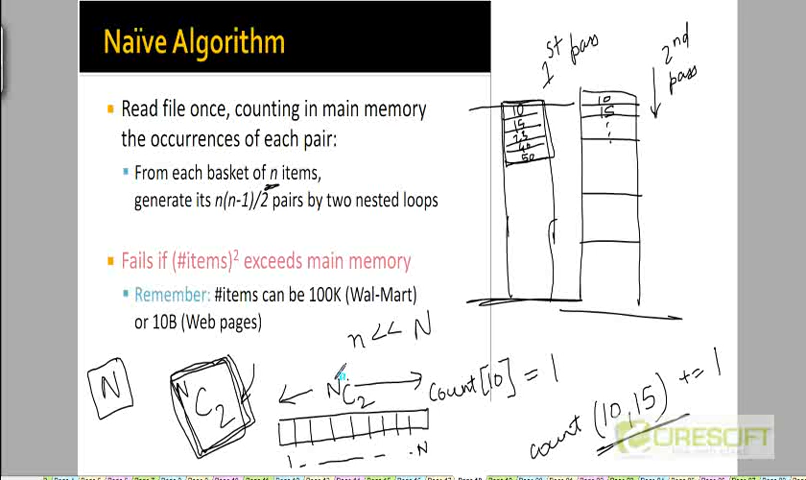 Naïve Algorithm
Read file once, counting in main memory
the occurrences of each pair:
From each basket of n items,
generate its n(n-1)/2 pairs by two nested loops
Fails if (#items)² exceeds main memory
Remember: #items can be 100K (Wal-Mart)
or 10B (Web pages)
n << N
N
N C₂
N C₂
1 - - - - - N
count[10] = 1
count (10,15) += 1
1st pass
10
15
23
40
50
2nd pass
10
15
: